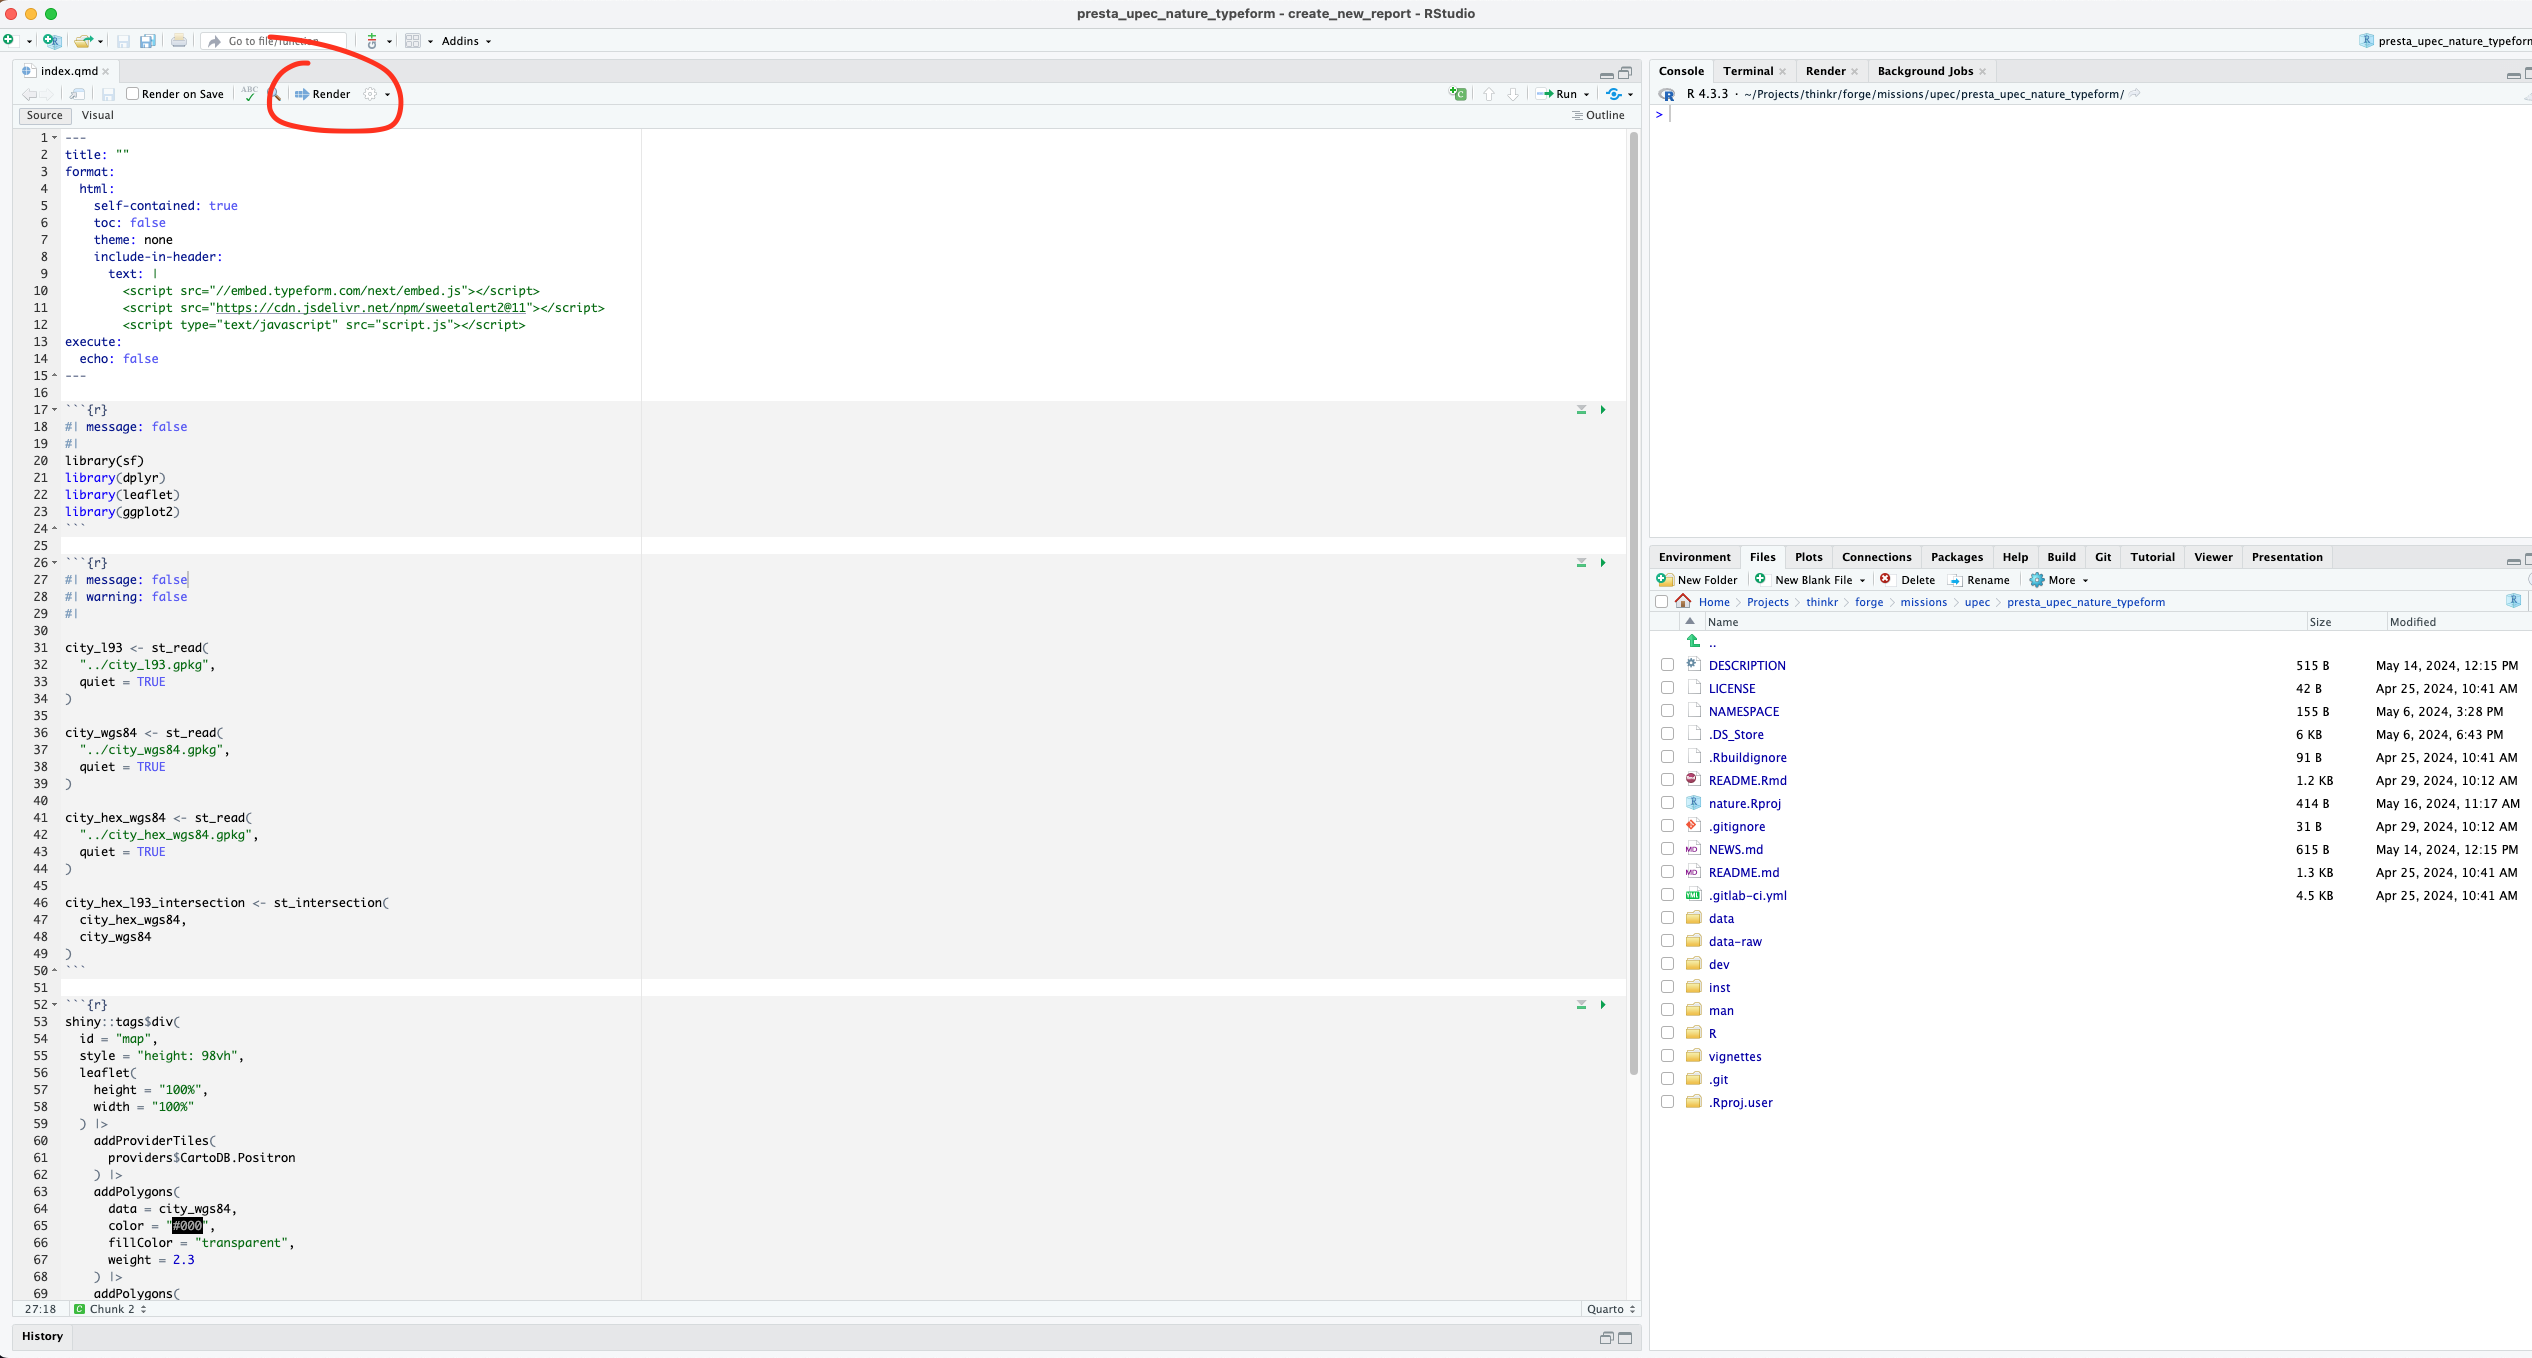 presta_upec_nature_typeform - create_new_report - RStudio
Go to file/function
Addins
presta_upec_nature_typeform
index.qmd
Render on Save
ABC
Render
Run
Source
Visual
Outline
1 ---
2 title: ""
3 format:
4   html:
5     self-contained: true
6     toc: false
7     theme: none
8     include-in-header:
9       text: |
10         <script src="//embed.typeform.com/next/embed.js"></script>
11         <script src="https://cdn.jsdelivr.net/npm/sweetalert2@11"></script>
12         <script type="text/javascript" src="script.js"></script>
13 execute:
14   echo: false
15 ---
16
17 ```{r}
18 #| message: false
19 #|
20 library(sf)
21 library(dplyr)
22 library(leaflet)
23 library(ggplot2)
24 ```
25
26 ```{r}
27 #| message: false
28 #| warning: false
29 #|
30
31 city_l93 <- st_read(
32   "../city_l93.gpkg",
33   quiet = TRUE
34 )
35
36 city_wgs84 <- st_read(
37   "../city_wgs84.gpkg",
38   quiet = TRUE
39 )
40
41 city_hex_wgs84 <- st_read(
42   "../city_hex_wgs84.gpkg",
43   quiet = TRUE
44 )
45
46 city_hex_l93_intersection <- st_intersection(
47   city_hex_wgs84,
48   city_wgs84
49 )
50 ```
51
52 ```{r}
53 shiny::tags$div(
54   id = "map",
55   style = "height: 98vh",
56   leaflet(
57     height = "100%",
58     width = "100%"
59   ) |>
60     addProviderTiles(
61       providers$CartoDB.Positron
62     ) |>
63     addPolygons(
64       data = city_wgs84,
65       color = "#000",
66       fillColor = "transparent",
67       weight = 2.3
68     ) |>
69     addPolygons(
27:18
C Chunk 2
Quarto
History
Console
Terminal
Render
Background Jobs
R 4.3.3 · ~/Projects/thinkr/forge/missions/upec/presta_upec_nature_typeform/
>
Environment
Files
Plots
Connections
Packages
Help
Build
Git
Tutorial
Viewer
Presentation
New Folder
New Blank File
Delete
Rename
More
Home
Projects
thinkr
forge
missions
upec
presta_upec_nature_typeform
Name
Size
Modified
..
DESCRIPTION 515 B May 14, 2024, 12:15 PM
LICENSE 42 B Apr 25, 2024, 10:41 AM
NAMESPACE 155 B May 6, 2024, 3:28 PM
.DS_Store 6 KB May 6, 2024, 6:43 PM
.Rbuildignore 91 B Apr 25, 2024, 10:41 AM
README.Rmd 1.2 KB Apr 29, 2024, 10:12 AM
nature.Rproj 414 B May 16, 2024, 11:17 AM
.gitignore 31 B Apr 29, 2024, 10:12 AM
NEWS.md 615 B May 14, 2024, 12:15 PM
README.md 1.3 KB Apr 25, 2024, 10:41 AM
.gitlab-ci.yml 4.5 KB Apr 25, 2024, 10:41 AM
data
data-raw
dev
inst
man
R
vignettes
.git
.Rproj.user